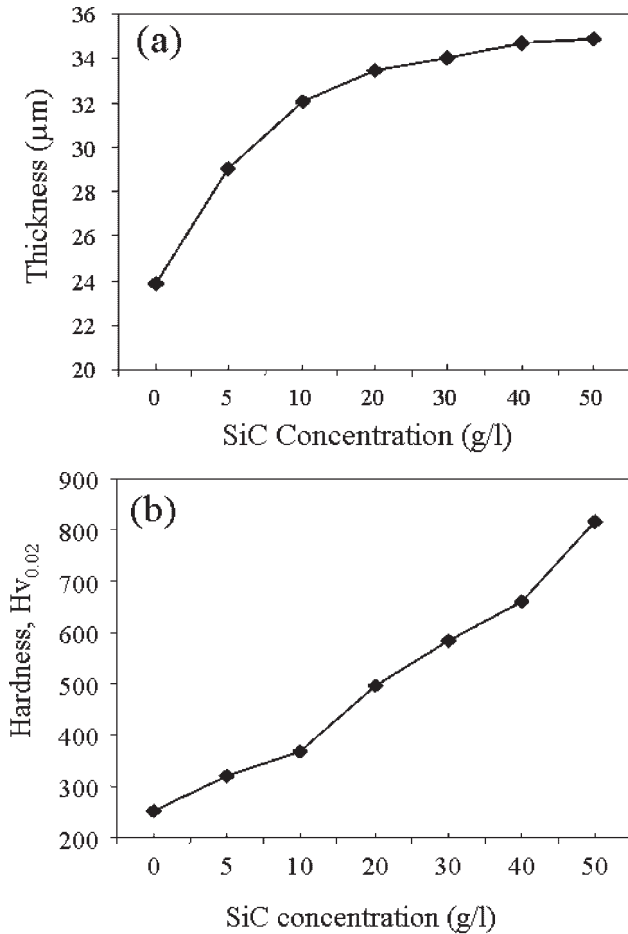 (a)
Thickness (µm)
36
34
32
30
28
26
24
22
20
0 5 10 20 30 40 50
SiC Concentration (g/l)
(b)
Hardness, Hv0.02
900
800
700
600
500
400
300
200
0 5 10 20 30 40 50
SiC concentration (g/l)